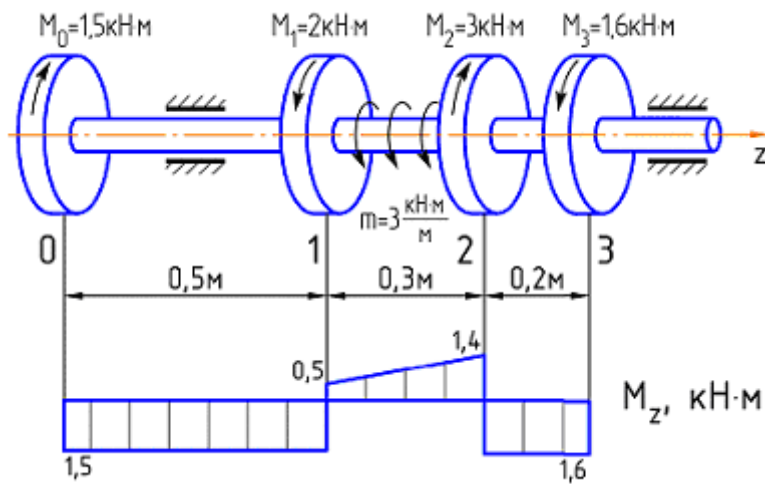 M₀=1,5кН·м M₁=2кН·м M₂=3кН·м M₃=1,6кН·м
z
m=3 кН·м/м
0 1 2 3
0,5м 0,3м 0,2м
1,4
0,5
M_z, кН·м
1,5 1,6